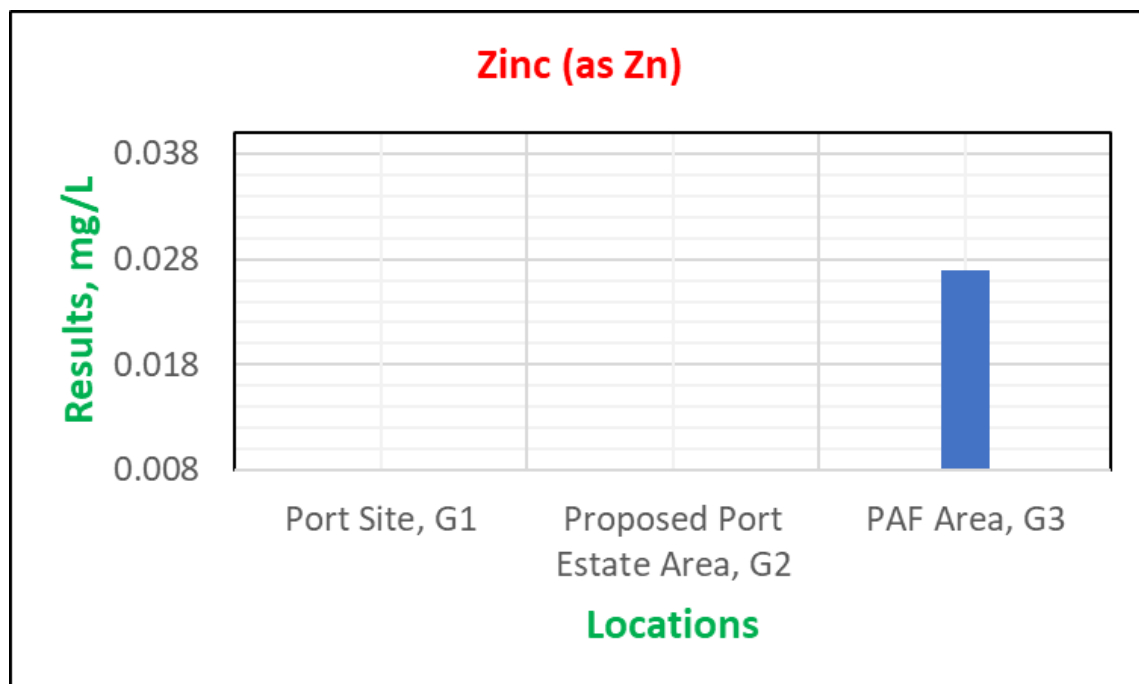 Zinc (as Zn)
Results, mg/L
0.038
0.028
0.018
0.008
Port Site, G1
Proposed Port
Estate Area, G2
PAF Area, G3
Locations